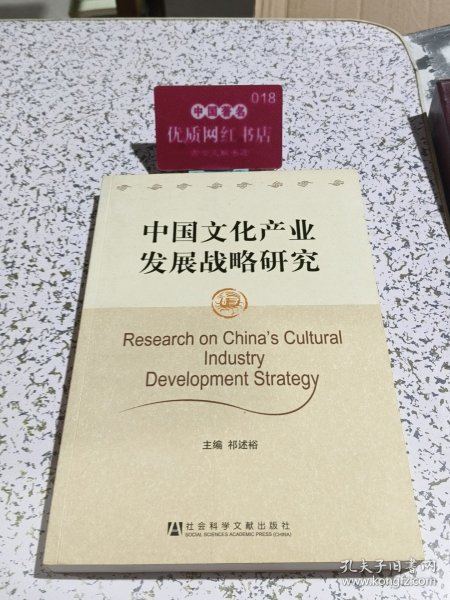 018
中国著名
优质网红书店
中国文化产业
发展战略研究
Research on China's Cultural
Industry
Development Strategy
主编 祁述裕
社会科学文献出版社
SOCIAL SCIENCES ACADEMIC PRESS (CHINA)
孔夫子旧书网
www.kongfz.com